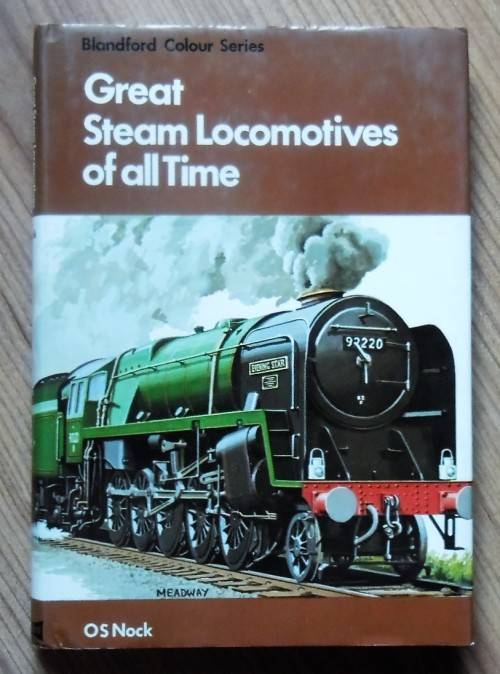 Blandford Colour Series
Great
Steam Locomotives
of all Time
92220
EVENING STAR
MEADWAY
OS Nock